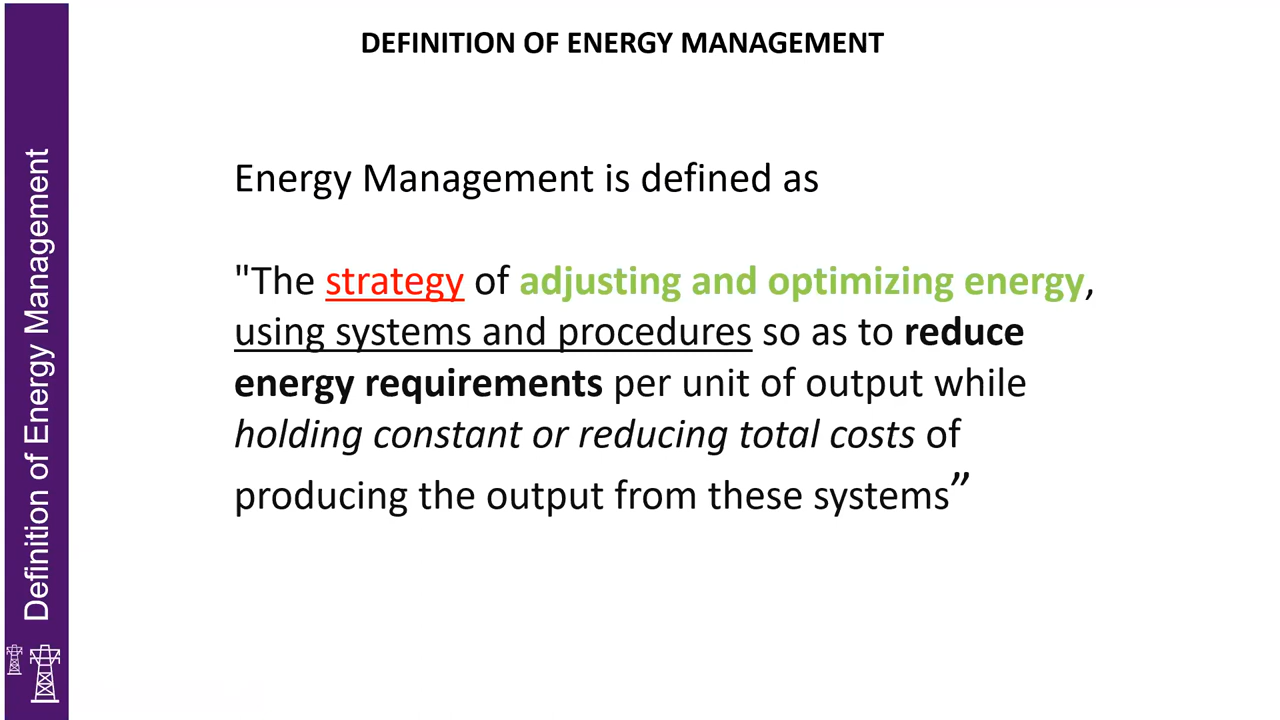 DEFINITION OF ENERGY MANAGEMENT
Definition of Energy Management
Energy Management is defined as
"The strategy of adjusting and optimizing energy,
using systems and procedures so as to reduce
energy requirements per unit of output while
holding constant or reducing total costs of
producing the output from these systems”